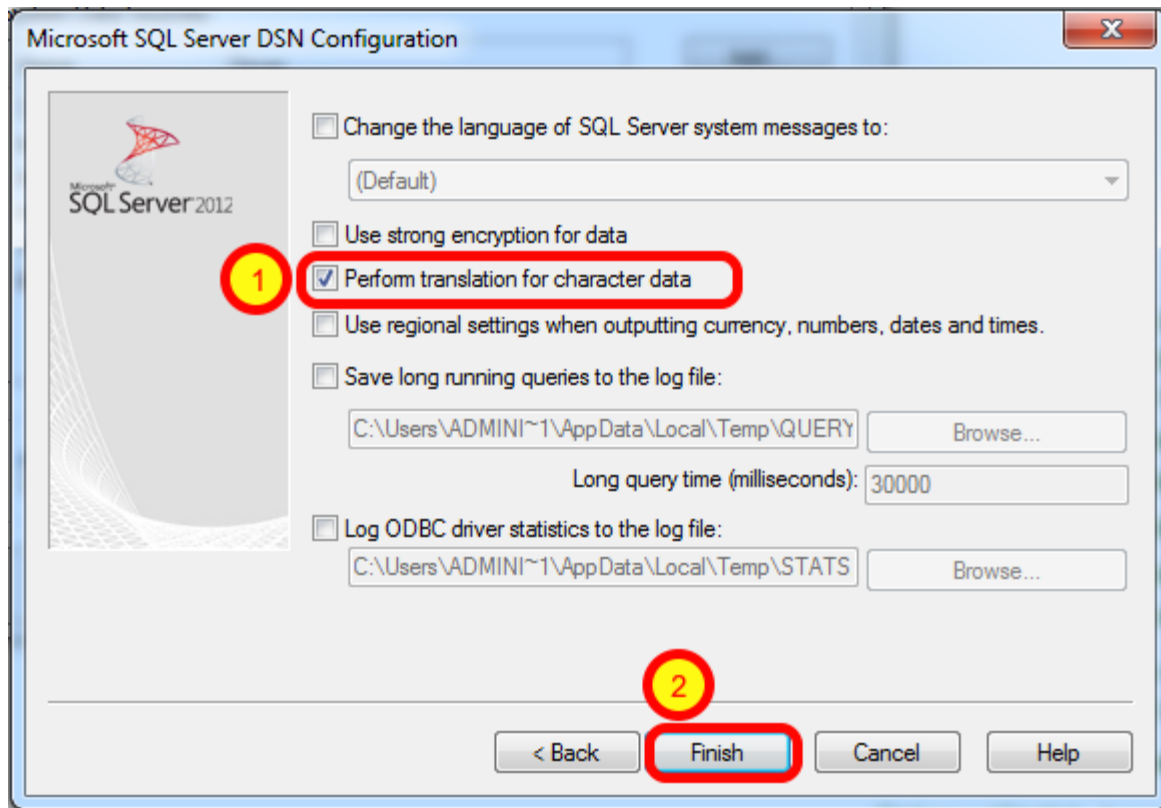 Microsoft SQL Server DSN Configuration
Microsoft
SQL Server 2012
Change the language of SQL Server system messages to:
(Default)
Use strong encryption for data
1
Perform translation for character data
Use regional settings when outputting currency, numbers, dates and times.
Save long running queries to the log file:
C:\Users\ADMINI~1\AppData\Local\Temp\QUERY
Browse...
Long query time (milliseconds): 30000
Log ODBC driver statistics to the log file:
C:\Users\ADMINI~1\AppData\Local\Temp\STATS
Browse...
2
< Back
Finish
Cancel
Help